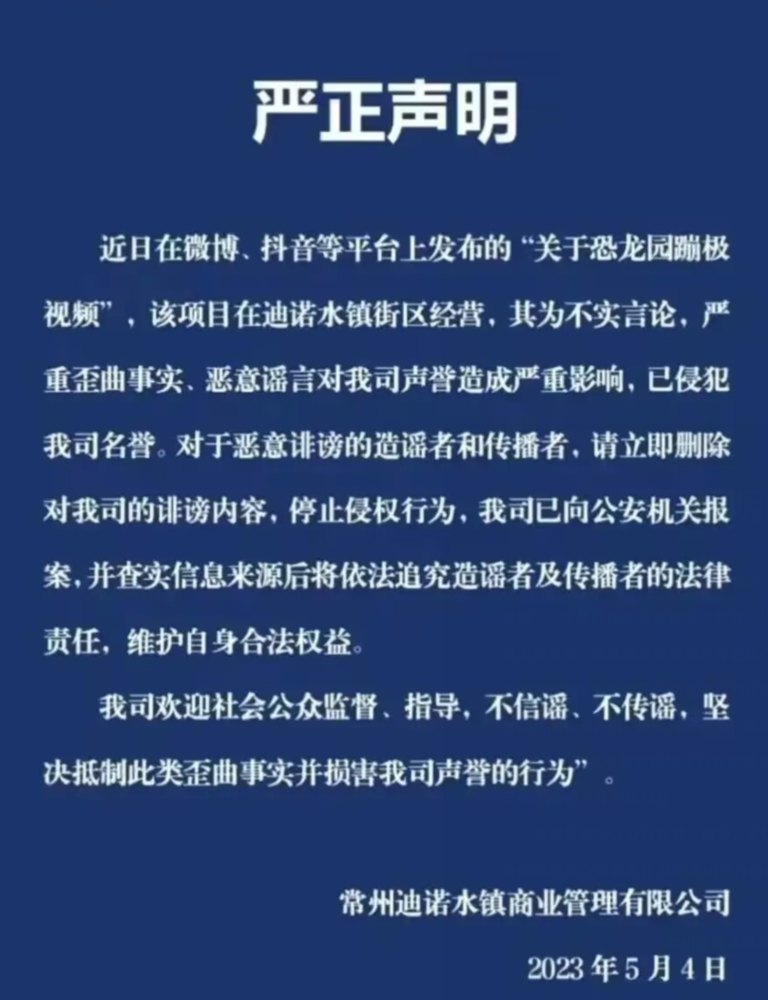 严正声明
近日在微博、抖音等平台上发布的“关于恐龙园蹦极
视频”，该项目在迪诺水镇街区经营，其为不实言论，严
重歪曲事实、恶意谣言对我司声誉造成严重影响，已侵犯
我司名誉。对于恶意诽谤的造谣者和传播者，请立即删除
对我司的诽谤内容，停止侵权行为，我司已向公安机关报
案，并查实信息来源后将依法追究造谣者及传播者的法律
责任，维护自身合法权益。
我司欢迎社会公众监督、指导，不信谣、不传谣，坚
决抵制此类歪曲事实并损害我司声誉的行为”。
常州迪诺水镇商业管理有限公司
2023年5月4日